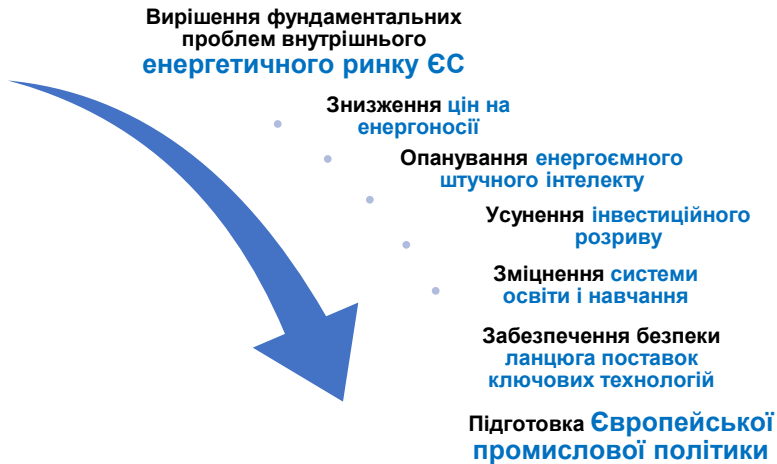 Вирішення фундаментальних
проблем внутрішнього
енергетичного ринку ЄС
Знизження цін на
енергоносії
Опанування енергоємного
штучного інтелекту
Усунення інвестиційного
розриву
Зміцнення системи
освіти і навчання
Забезпечення безпеки
ланцюга поставок
ключових технологій
Підготовка Європейської
промислової політики